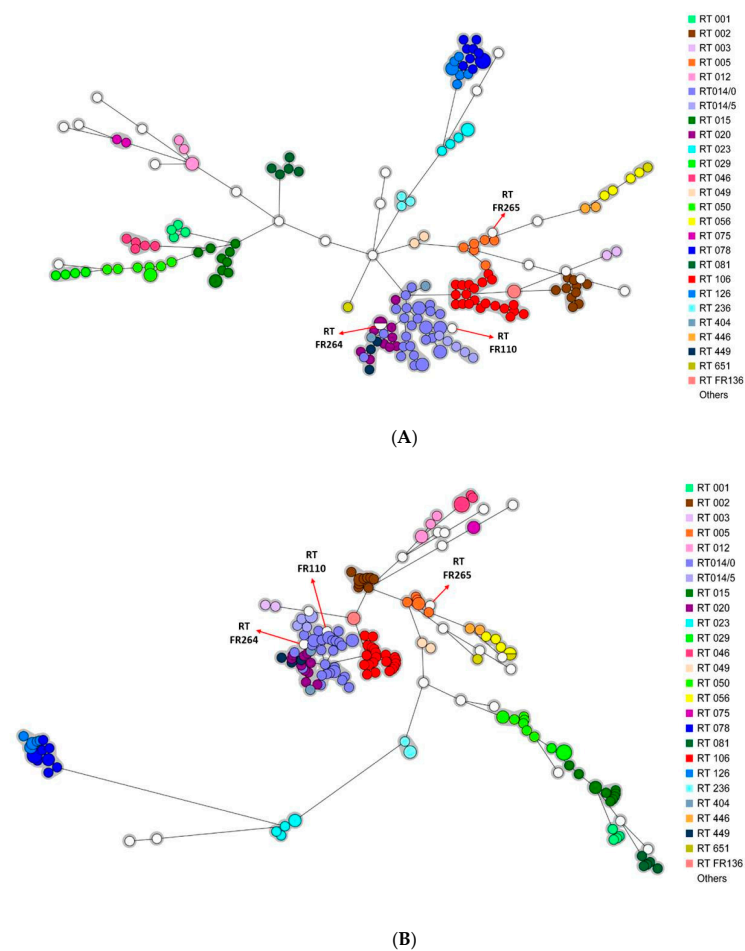 RT 001
RT 002
RT 003
RT 005
RT 012
RT014/0
RT014/5
RT 015
RT 020
RT 023
RT 029
RT 046
RT 049
RT 050
RT 056
RT 075
RT 078
RT 081
RT 106
RT 126
RT 236
RT 404
RT 446
RT 449
RT 651
RT FR136
Others
RT
FR265
RT
FR264
RT
FR110
(A)
RT 001
RT 002
RT 003
RT 005
RT 012
RT014/0
RT014/5
RT 015
RT 020
RT 023
RT 029
RT 046
RT 049
RT 050
RT 056
RT 075
RT 078
RT 081
RT 106
RT 126
RT 236
RT 404
RT 446
RT 449
RT 651
RT FR136
Others
RT
FR110
RT
FR265
RT
FR264
(B)